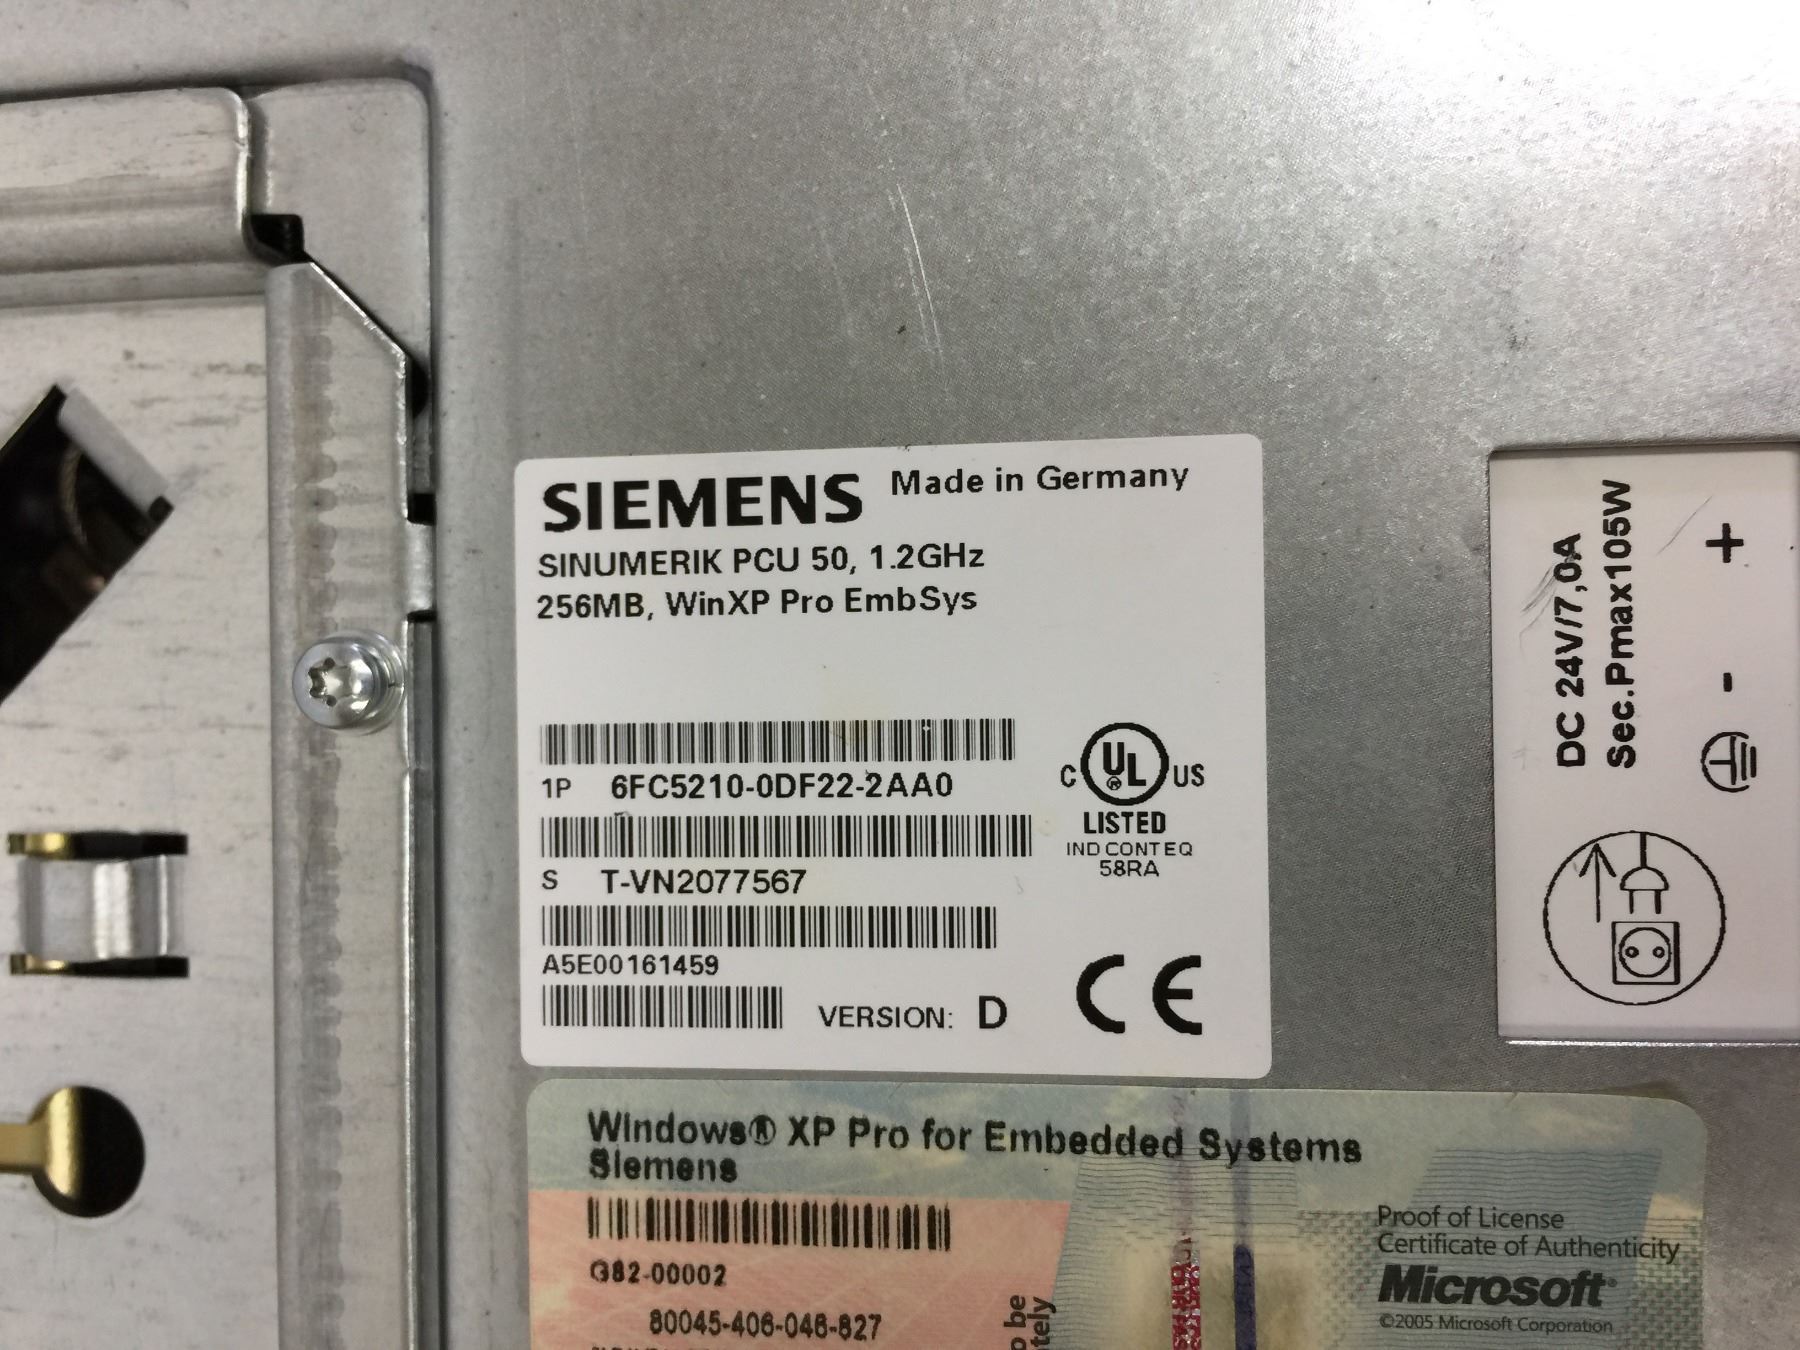 SIEMENS Made in Germany
SINUMERIK PCU 50, 1.2GHz
256MB, WinXP Pro EmbSys
1P 6FC5210-0DF22-2AA0
S T-VN2077567
A5E00161459
VERSION: D
C UL® US
LISTED
IND CONT EQ
58RA
CE
DC 24V/7,0A
Sec.Pmax105W
+ -
Windows® XP Pro for Embedded Systems
Siemens
G82-00002
80045-406-046-827
Proof of License
Certificate of Authenticity
Microsoft®
©2005 Microsoft Corporation